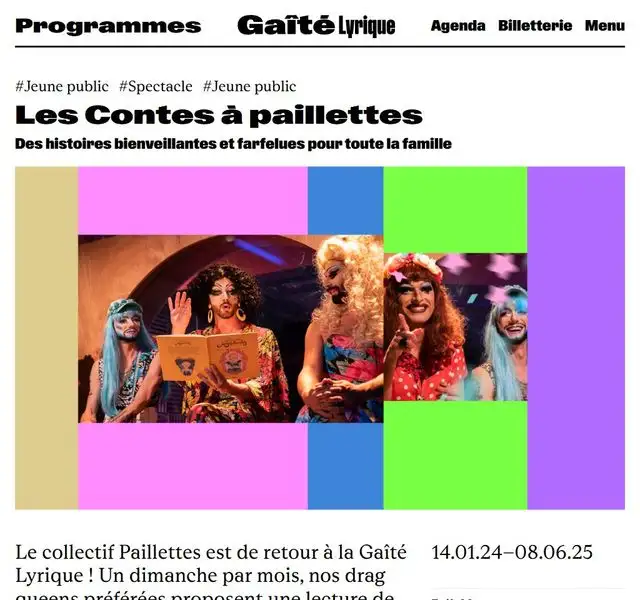 Programmes Gaîté Lyrique Agenda Billetterie Menu
#Jeune public #Spectacle #Jeune public
Les Contes à paillettes
Des histoires bienveillantes et farfelues pour toute la famille
Le collectif Paillettes est de retour à la Gaîté
Lyrique ! Un dimanche par mois, nos drag
queens préférées proposent une lecture de
14.01.24–08.06.25